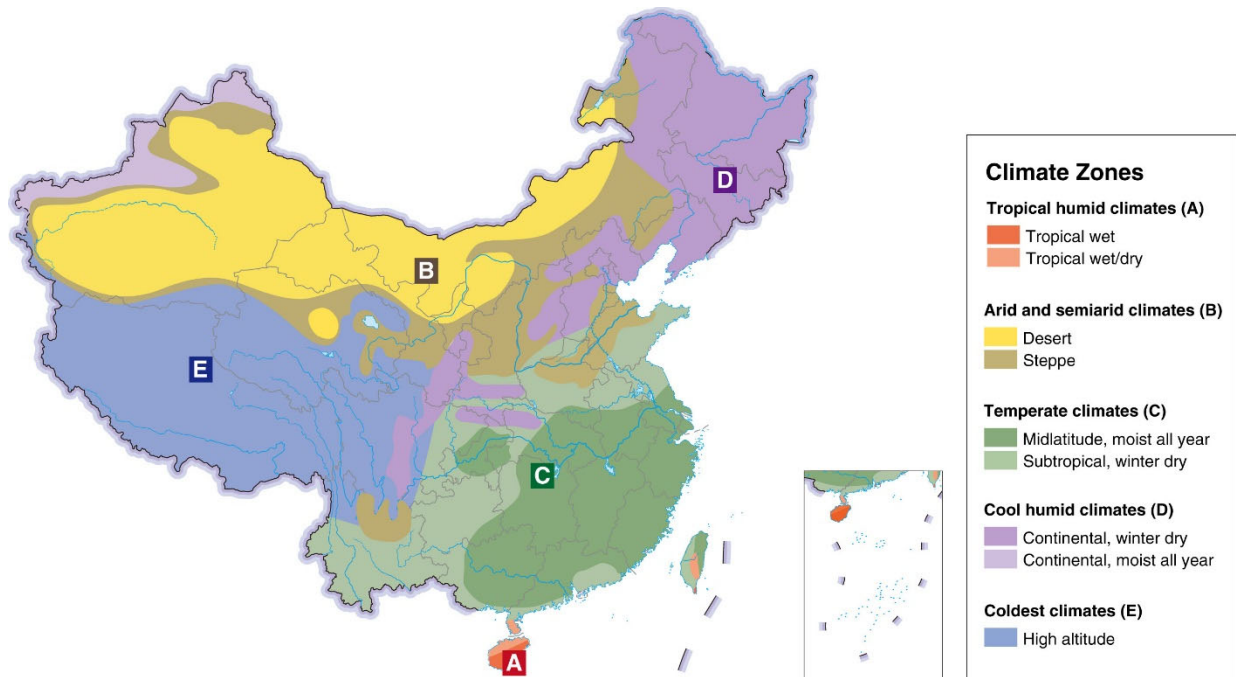 D
B
E
C
A
Climate Zones
Tropical humid climates (A)
Tropical wet
Tropical wet/dry
Arid and semiarid climates (B)
Desert
Steppe
Temperate climates (C)
Midlatitude, moist all year
Subtropical, winter dry
Cool humid climates (D)
Continental, winter dry
Continental, moist all year
Coldest climates (E)
High altitude